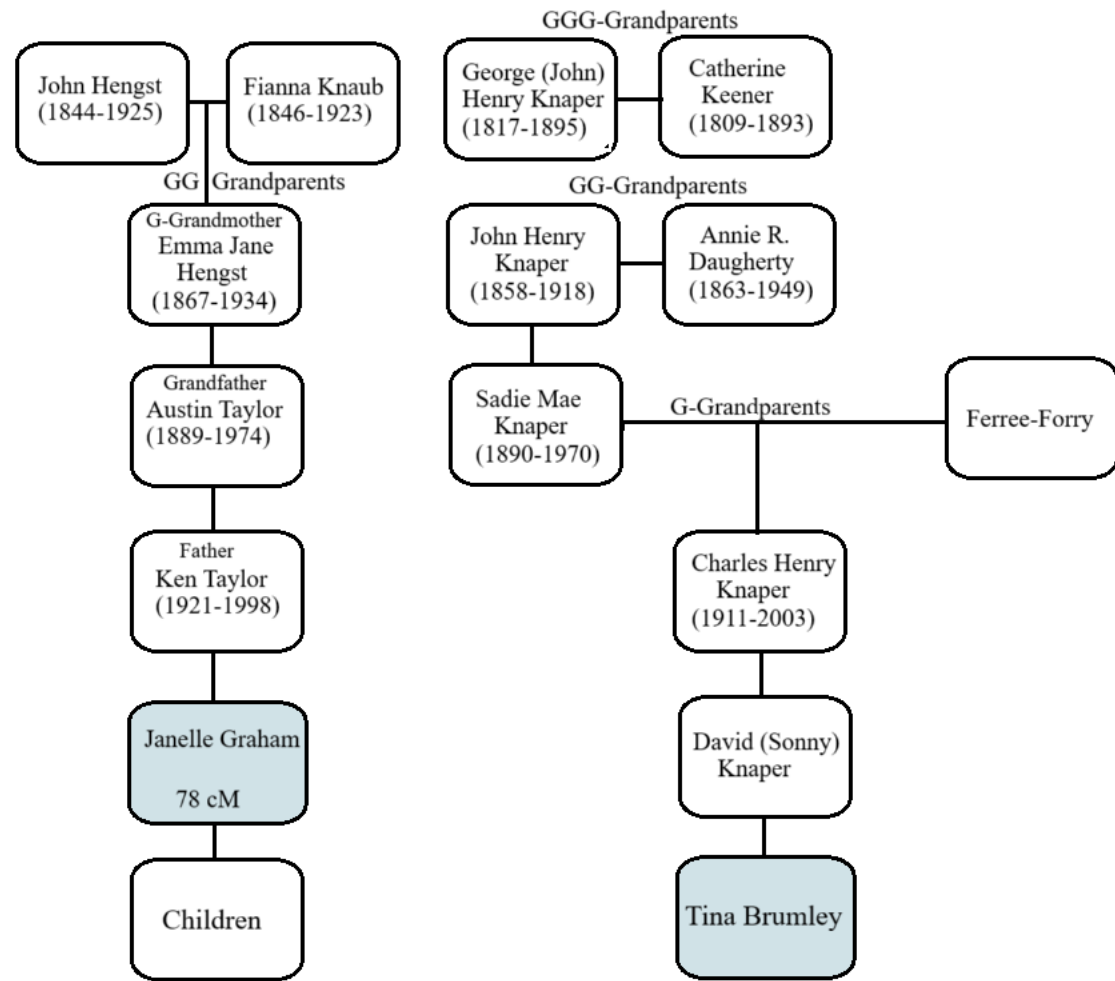 GGG-Grandparents
John Hengst
(1844-1925)
Fianna Knaub
(1846-1923)
George (John)
Henry Knaper
(1817-1895)
Catherine
Keener
(1809-1893)
GG Grandparents
GG-Grandparents
G-Grandmother
Emma Jane
Hengst
(1867-1934)
John Henry
Knaper
(1858-1918)
Annie R.
Daugherty
(1863-1949)
Grandfather
Austin Taylor
(1889-1974)
Sadie Mae
Knaper
(1890-1970)
G-Grandparents
Ferree-Forry
Father
Ken Taylor
(1921-1998)
Charles Henry
Knaper
(1911-2003)
Janelle Graham
78 cM
David (Sonny)
Knaper
Children
Tina Brumley